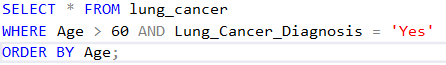 SELECT * FROM lung_cancer
WHERE Age > 60 AND Lung_Cancer_Diagnosis = 'Yes'
ORDER BY Age;